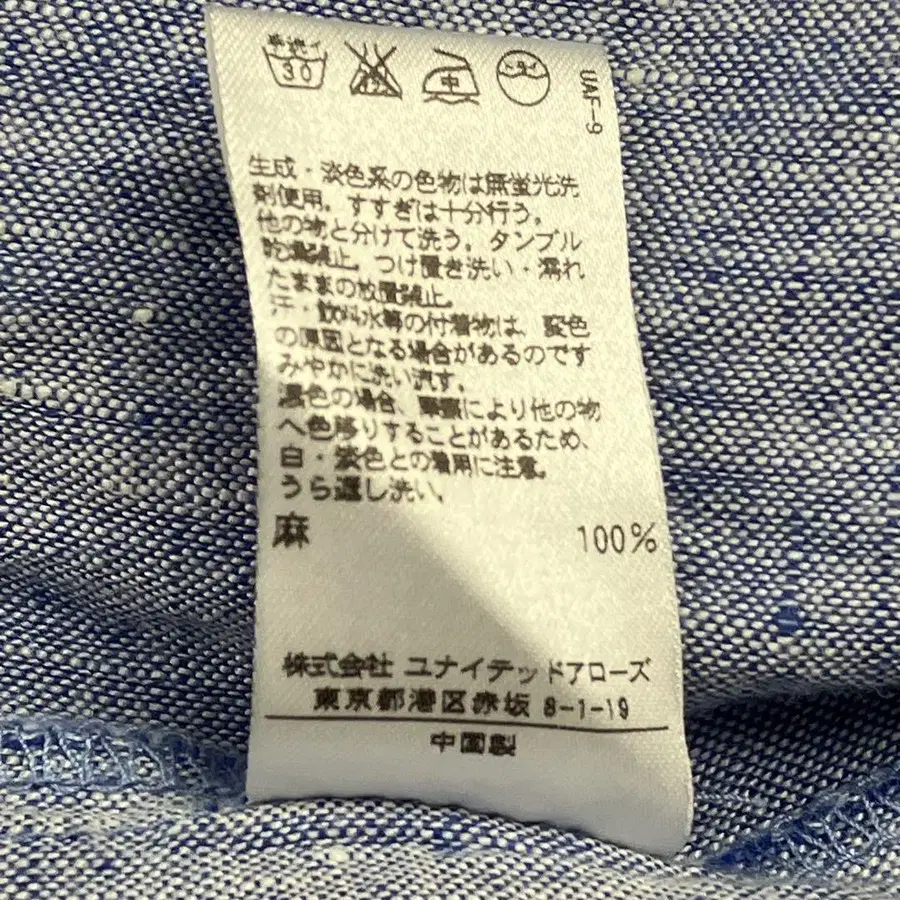 手洗イ
30
中
ドライ
UAF-9
生成・淡色系の色物は無蛍光洗
剤使用。すすぎは十分行う。
他の物と分けて洗う。タンブル
乾燥禁止。つけ置き洗い・濡れ
たままの放置禁止。
汗・飲料水等の付着物は、変色
の原因となる場合があるのです
みやかに洗い流す。
濃色の場合、摩擦により他の物
へ色移りすることがあるため、
白・淡色との着用に注意。
うら返し洗い。
麻 100%
株式会社 ユナイテッドアローズ
東京都港区赤坂 8-1-19
中国製